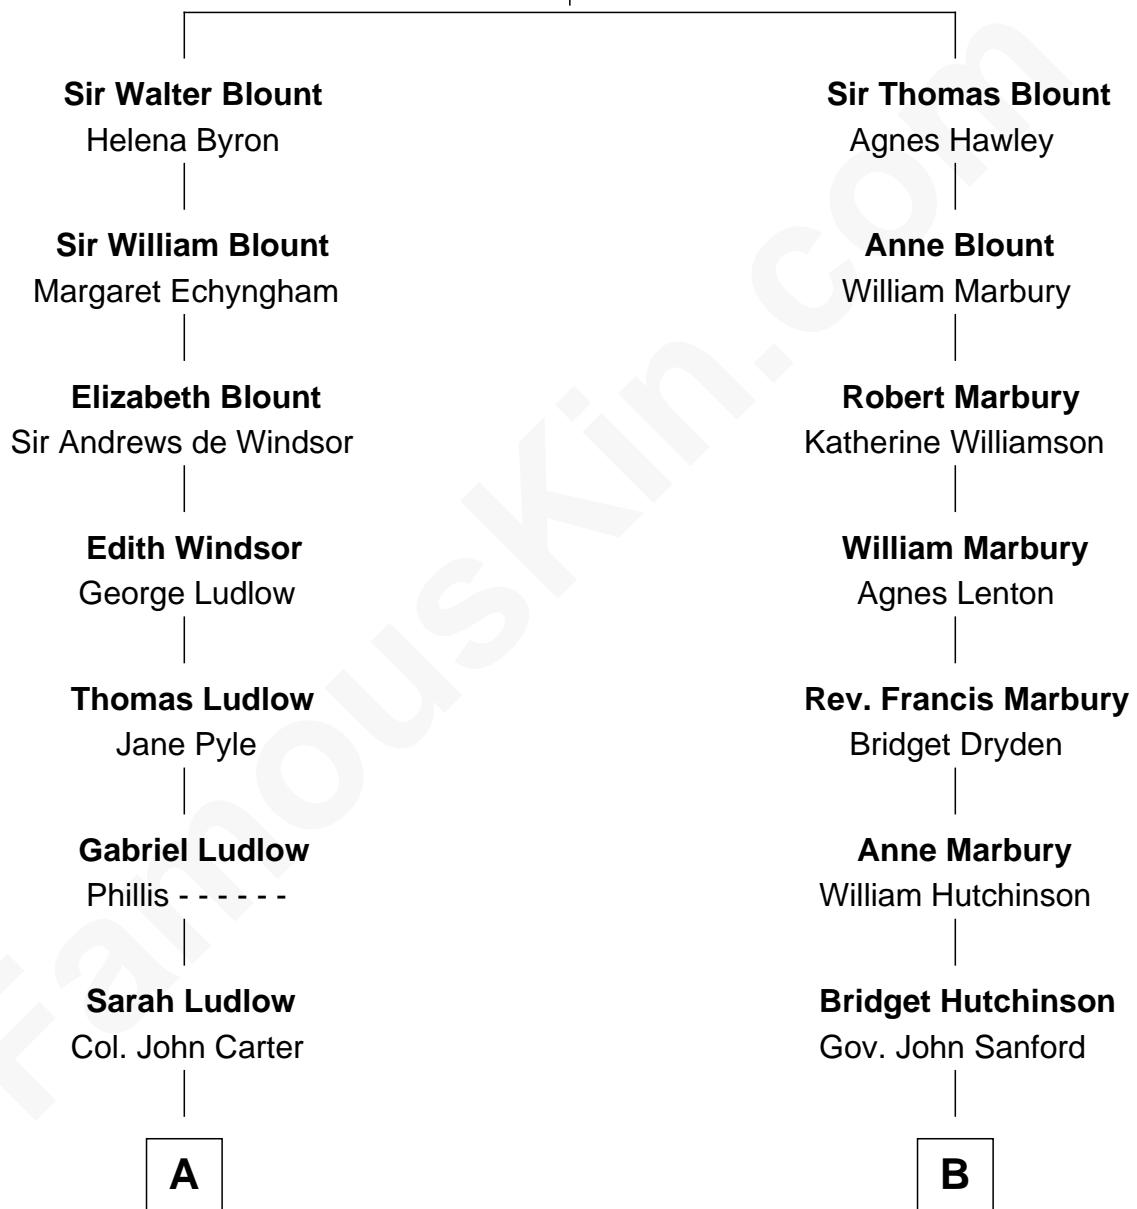 Sir Walter Blount
Helena Byron
Sir William Blount
Margaret Echyngham
Elizabeth Blount
Sir Andrews de Windsor
Edith Windsor
George Ludlow
Thomas Ludlow
Jane Pyle
Gabriel Ludlow
Phillis - - - - - -
Sarah Ludlow
Col. John Carter
A
Sir Thomas Blount
Agnes Hawley
Anne Blount
William Marbury
Robert Marbury
Katherine Williamson
William Marbury
Agnes Lenton
Rev. Francis Marbury
Bridget Dryden
Anne Marbury
William Hutchinson
Bridget Hutchinson
Gov. John Sanford
B
FamousKin.com